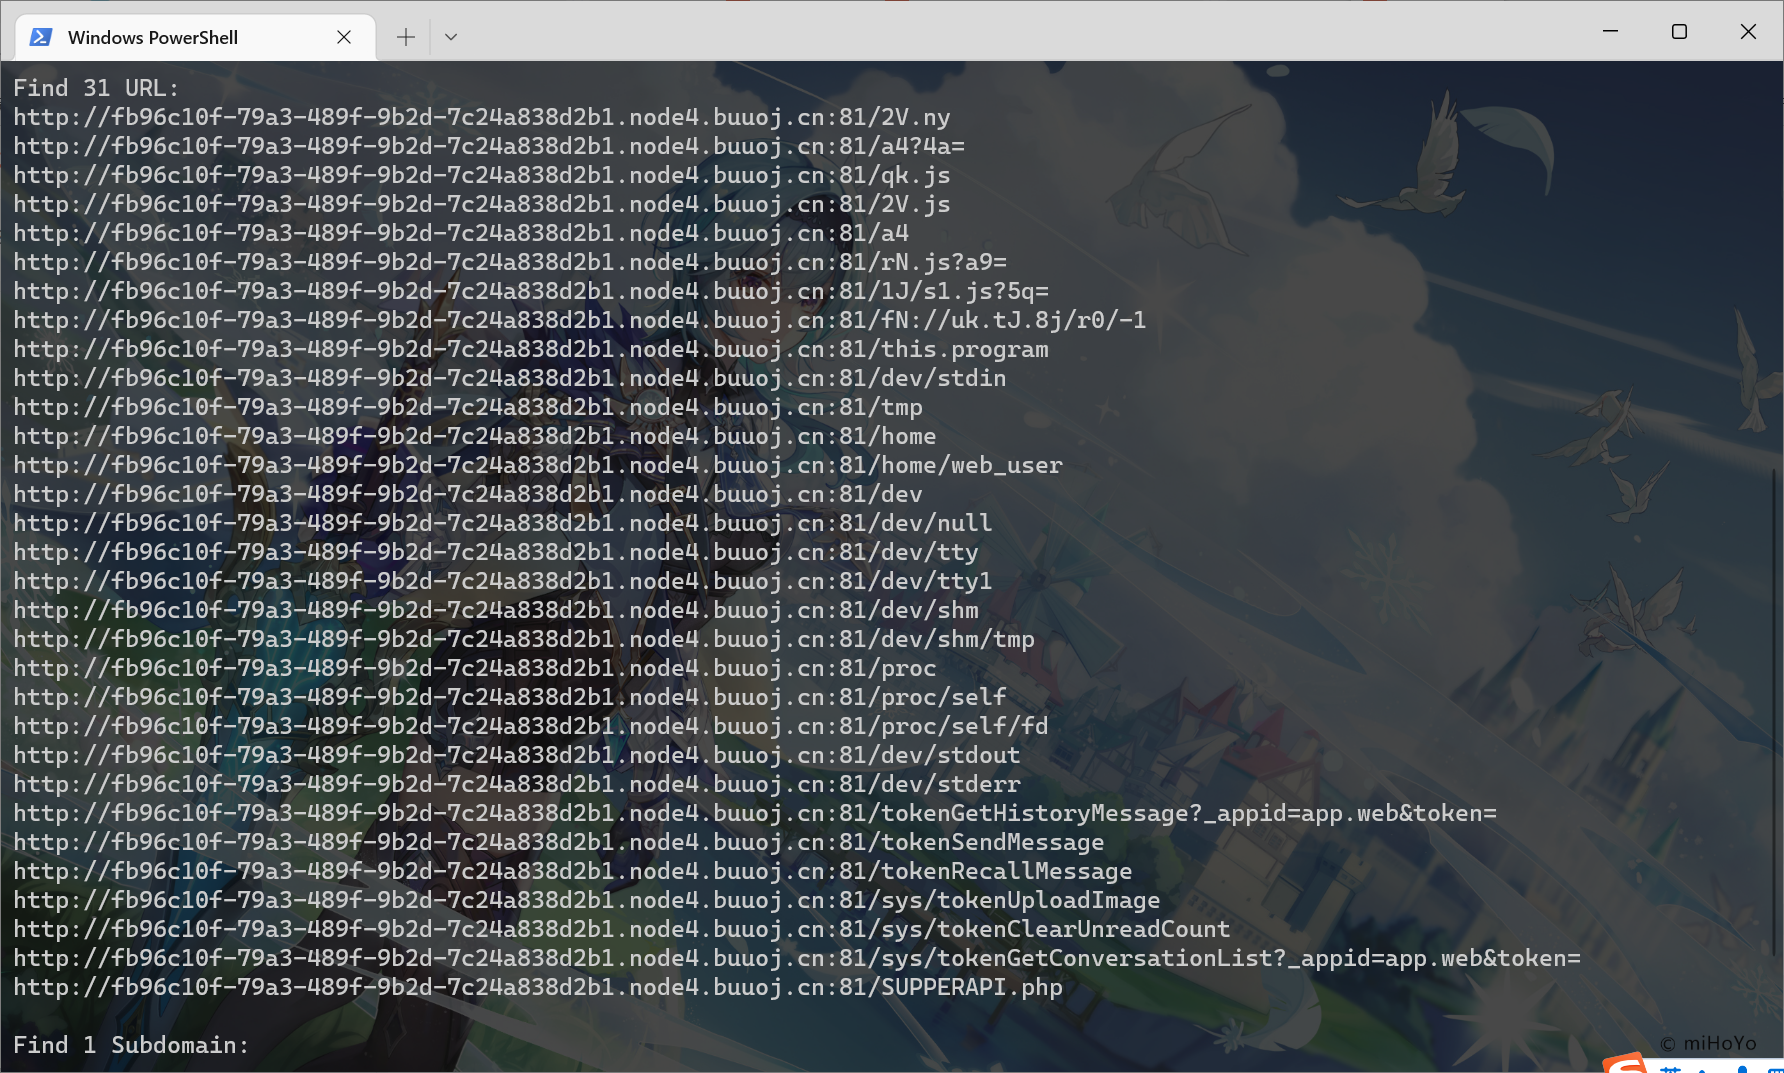 Windows PowerShell
Find 31 URL:
http://fb96c10f-79a3-489f-9b2d-7c24a838d2b1.node4.buuoj.cn:81/2V.ny
http://fb96c10f-79a3-489f-9b2d-7c24a838d2b1.node4.buuoj.cn:81/a4?4a=
http://fb96c10f-79a3-489f-9b2d-7c24a838d2b1.node4.buuoj.cn:81/qk.js
http://fb96c10f-79a3-489f-9b2d-7c24a838d2b1.node4.buuoj.cn:81/2V.js
http://fb96c10f-79a3-489f-9b2d-7c24a838d2b1.node4.buuoj.cn:81/a4
http://fb96c10f-79a3-489f-9b2d-7c24a838d2b1.node4.buuoj.cn:81/rN.js?a9=
http://fb96c10f-79a3-489f-9b2d-7c24a838d2b1.node4.buuoj.cn:81/1J/s1.js?5q=
http://fb96c10f-79a3-489f-9b2d-7c24a838d2b1.node4.buuoj.cn:81/fN://uk.tJ.8j/r0/-1
http://fb96c10f-79a3-489f-9b2d-7c24a838d2b1.node4.buuoj.cn:81/this.program
http://fb96c10f-79a3-489f-9b2d-7c24a838d2b1.node4.buuoj.cn:81/dev/stdin
http://fb96c10f-79a3-489f-9b2d-7c24a838d2b1.node4.buuoj.cn:81/tmp
http://fb96c10f-79a3-489f-9b2d-7c24a838d2b1.node4.buuoj.cn:81/home
http://fb96c10f-79a3-489f-9b2d-7c24a838d2b1.node4.buuoj.cn:81/home/web_user
http://fb96c10f-79a3-489f-9b2d-7c24a838d2b1.node4.buuoj.cn:81/dev
http://fb96c10f-79a3-489f-9b2d-7c24a838d2b1.node4.buuoj.cn:81/dev/null
http://fb96c10f-79a3-489f-9b2d-7c24a838d2b1.node4.buuoj.cn:81/dev/tty
http://fb96c10f-79a3-489f-9b2d-7c24a838d2b1.node4.buuoj.cn:81/dev/tty1
http://fb96c10f-79a3-489f-9b2d-7c24a838d2b1.node4.buuoj.cn:81/dev/shm
http://fb96c10f-79a3-489f-9b2d-7c24a838d2b1.node4.buuoj.cn:81/dev/shm/tmp
http://fb96c10f-79a3-489f-9b2d-7c24a838d2b1.node4.buuoj.cn:81/proc
http://fb96c10f-79a3-489f-9b2d-7c24a838d2b1.node4.buuoj.cn:81/proc/self
http://fb96c10f-79a3-489f-9b2d-7c24a838d2b1.node4.buuoj.cn:81/proc/self/fd
http://fb96c10f-79a3-489f-9b2d-7c24a838d2b1.node4.buuoj.cn:81/dev/stdout
http://fb96c10f-79a3-489f-9b2d-7c24a838d2b1.node4.buuoj.cn:81/dev/stderr
http://fb96c10f-79a3-489f-9b2d-7c24a838d2b1.node4.buuoj.cn:81/tokenGetHistoryMessage?_appid=app.web&token=
http://fb96c10f-79a3-489f-9b2d-7c24a838d2b1.node4.buuoj.cn:81/tokenSendMessage
http://fb96c10f-79a3-489f-9b2d-7c24a838d2b1.node4.buuoj.cn:81/tokenRecallMessage
http://fb96c10f-79a3-489f-9b2d-7c24a838d2b1.node4.buuoj.cn:81/sys/tokenUploadImage
http://fb96c10f-79a3-489f-9b2d-7c24a838d2b1.node4.buuoj.cn:81/sys/tokenClearUnreadCount
http://fb96c10f-79a3-489f-9b2d-7c24a838d2b1.node4.buuoj.cn:81/sys/tokenGetConversationList?_appid=app.web&token=
http://fb96c10f-79a3-489f-9b2d-7c24a838d2b1.node4.buuoj.cn:81/SUPPERAPI.php
Find 1 Subdomain:
© miHoYo